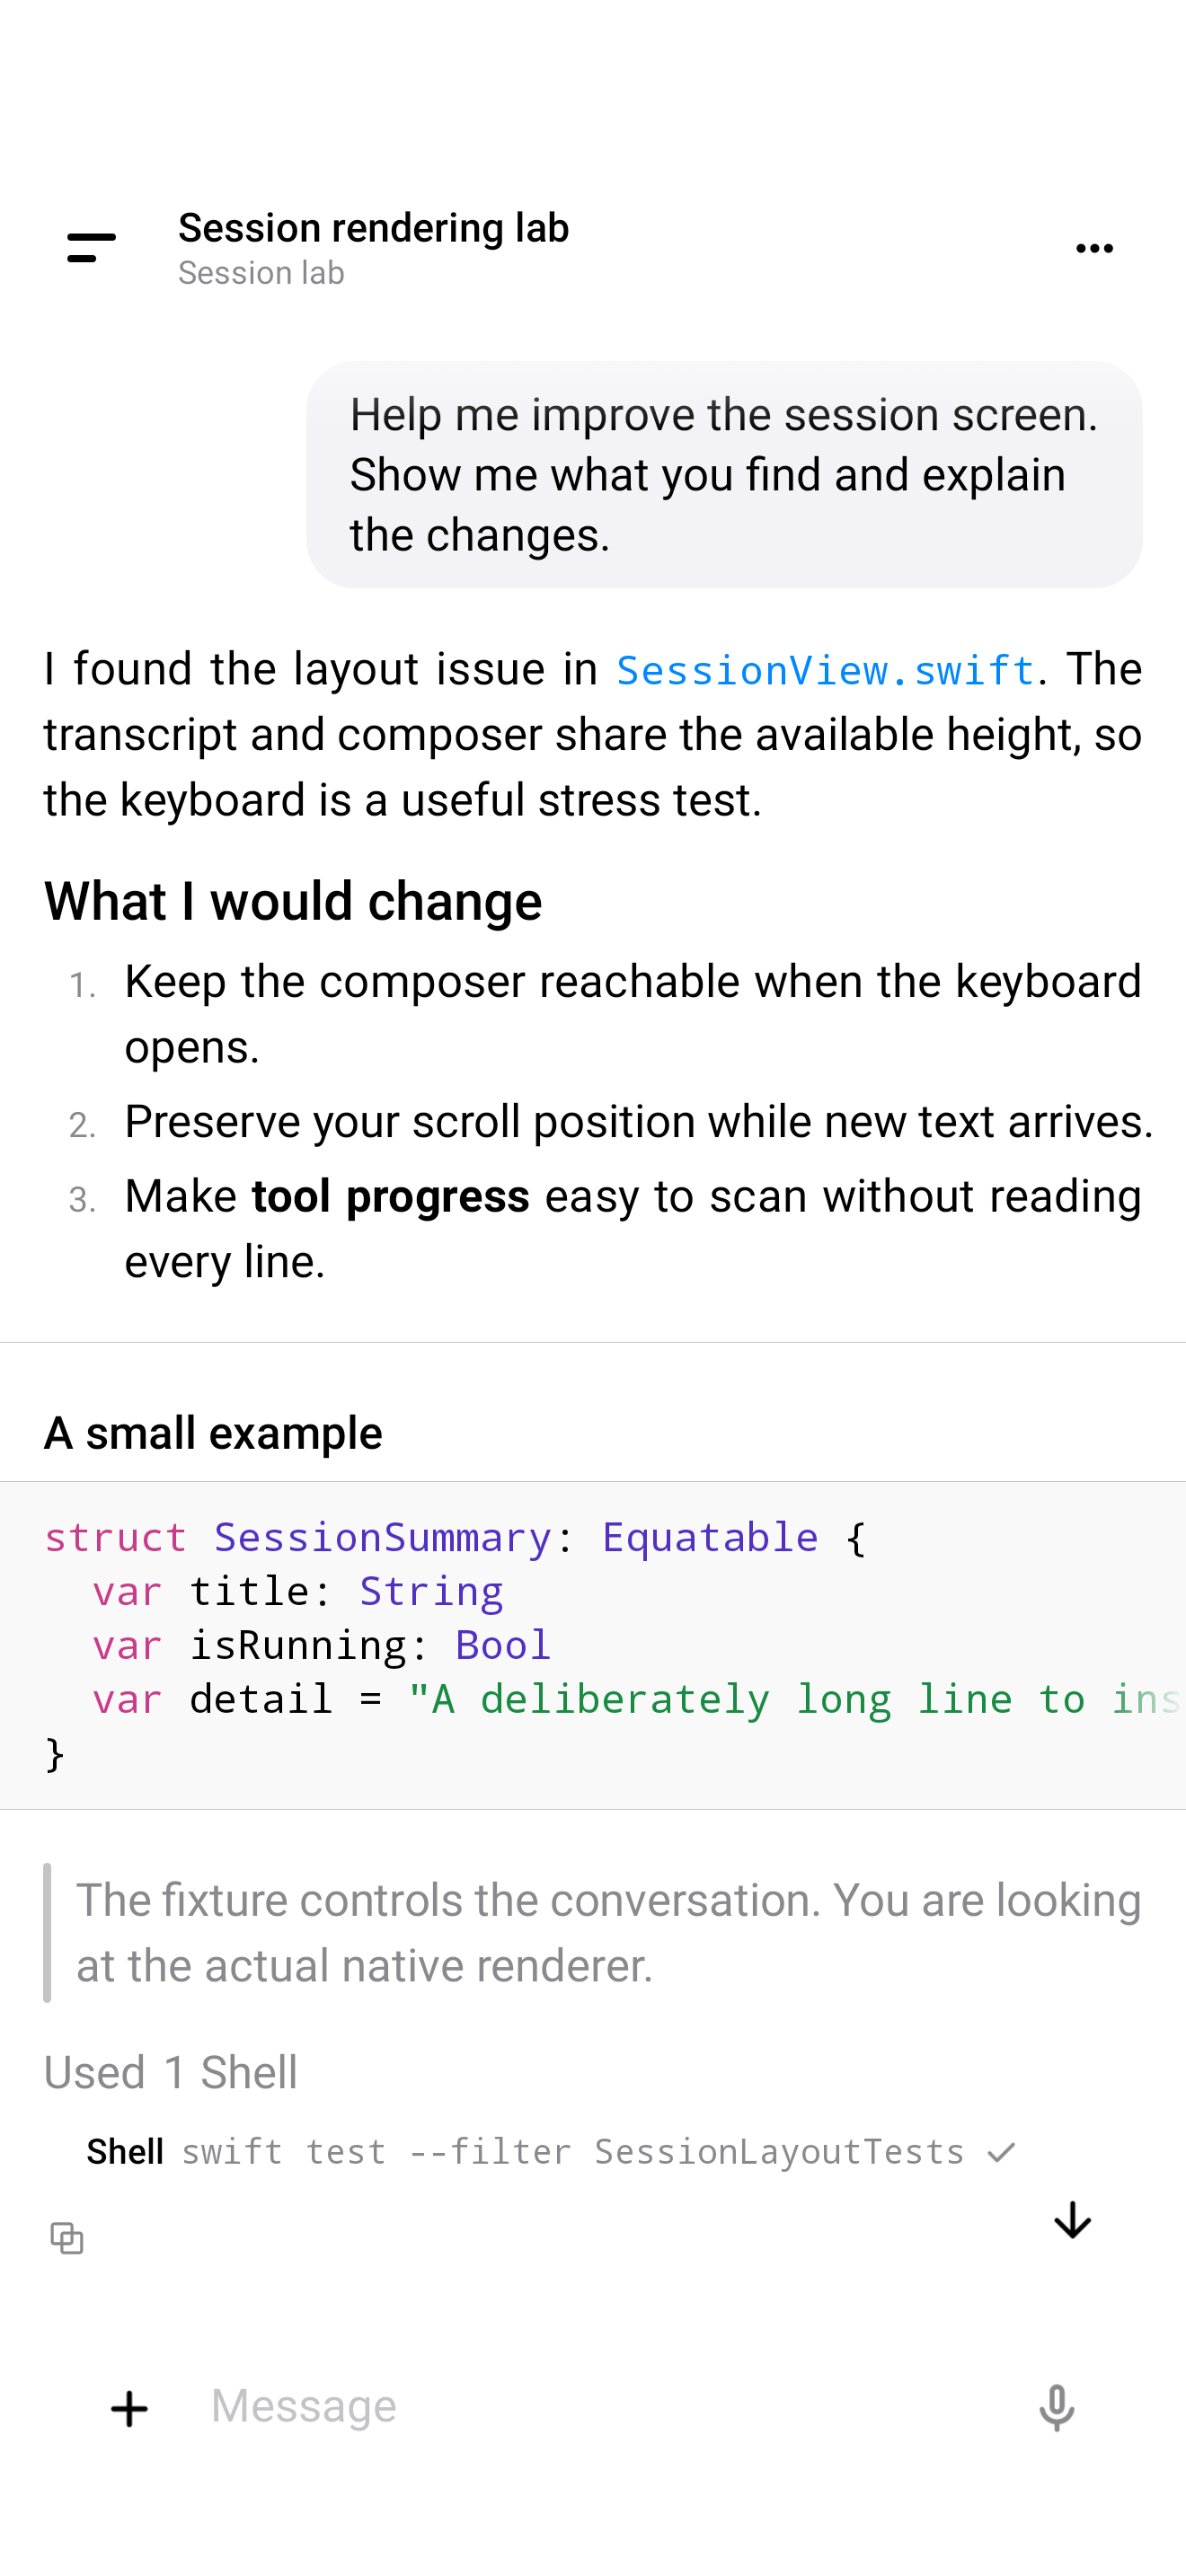 Session rendering lab
Session lab
Help me improve the session screen.
Show me what you find and explain
the changes.
I found the layout issue in SessionView.swift. The
transcript and composer share the available height, so
the keyboard is a useful stress test.
What I would change
1. Keep the composer reachable when the keyboard
opens.
2. Preserve your scroll position while new text arrives.
3. Make tool progress easy to scan without reading
every line.
A small example
struct SessionSummary: Equatable {
  var title: String
  var isRunning: Bool
  var detail = "A deliberately long line to ins
}
The fixture controls the conversation. You are looking
at the actual native renderer.
Used 1 Shell
Shell swift test --filter SessionLayoutTests
Message